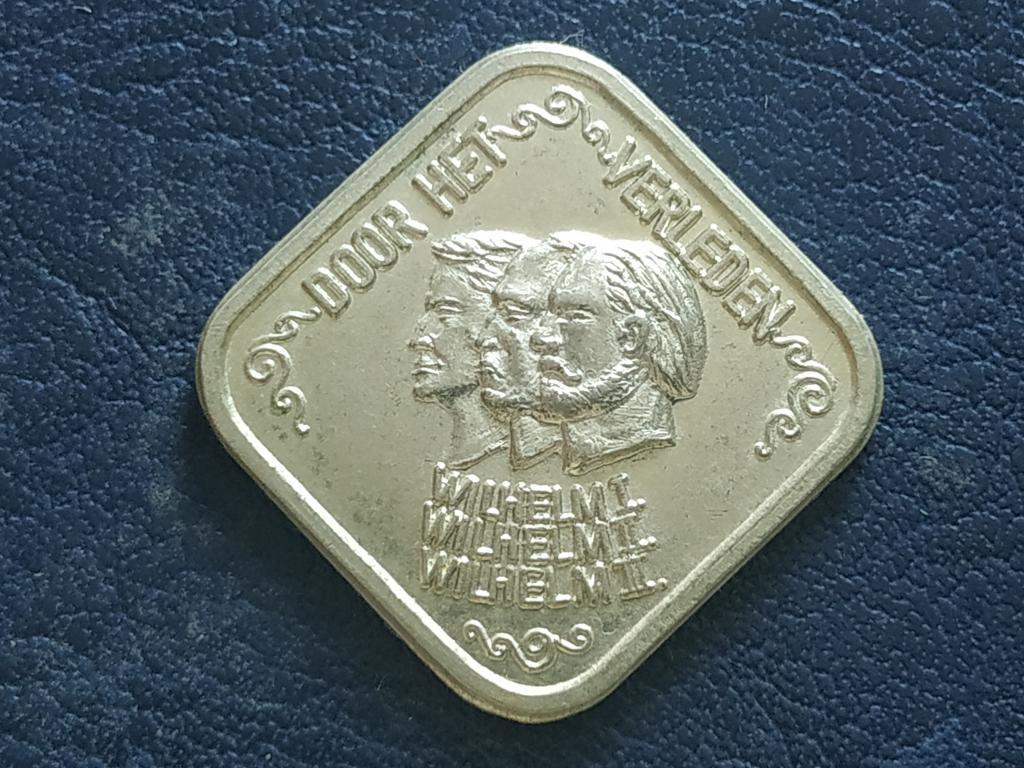 DOOR HET
VERLEDEN
WILHELM I.
WILHELM II.
WILHELM III.